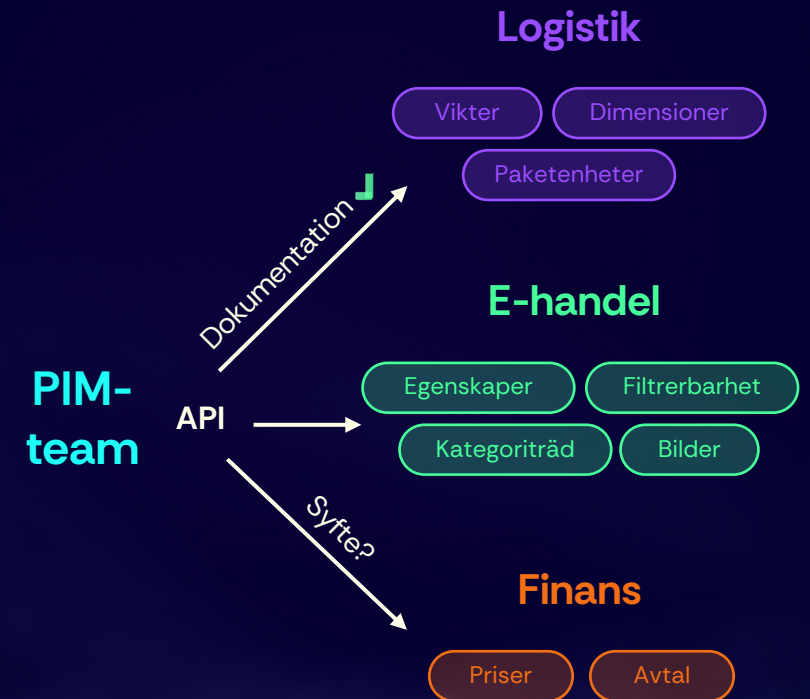 Logistik
Vikter
Dimensioner
Paketenheter
Dokumentation
E-handel
PIM-
team
API
Egenskaper
Filtrerbarhet
Kategoriträd
Bilder
Syfte?
Finans
Priser
Avtal